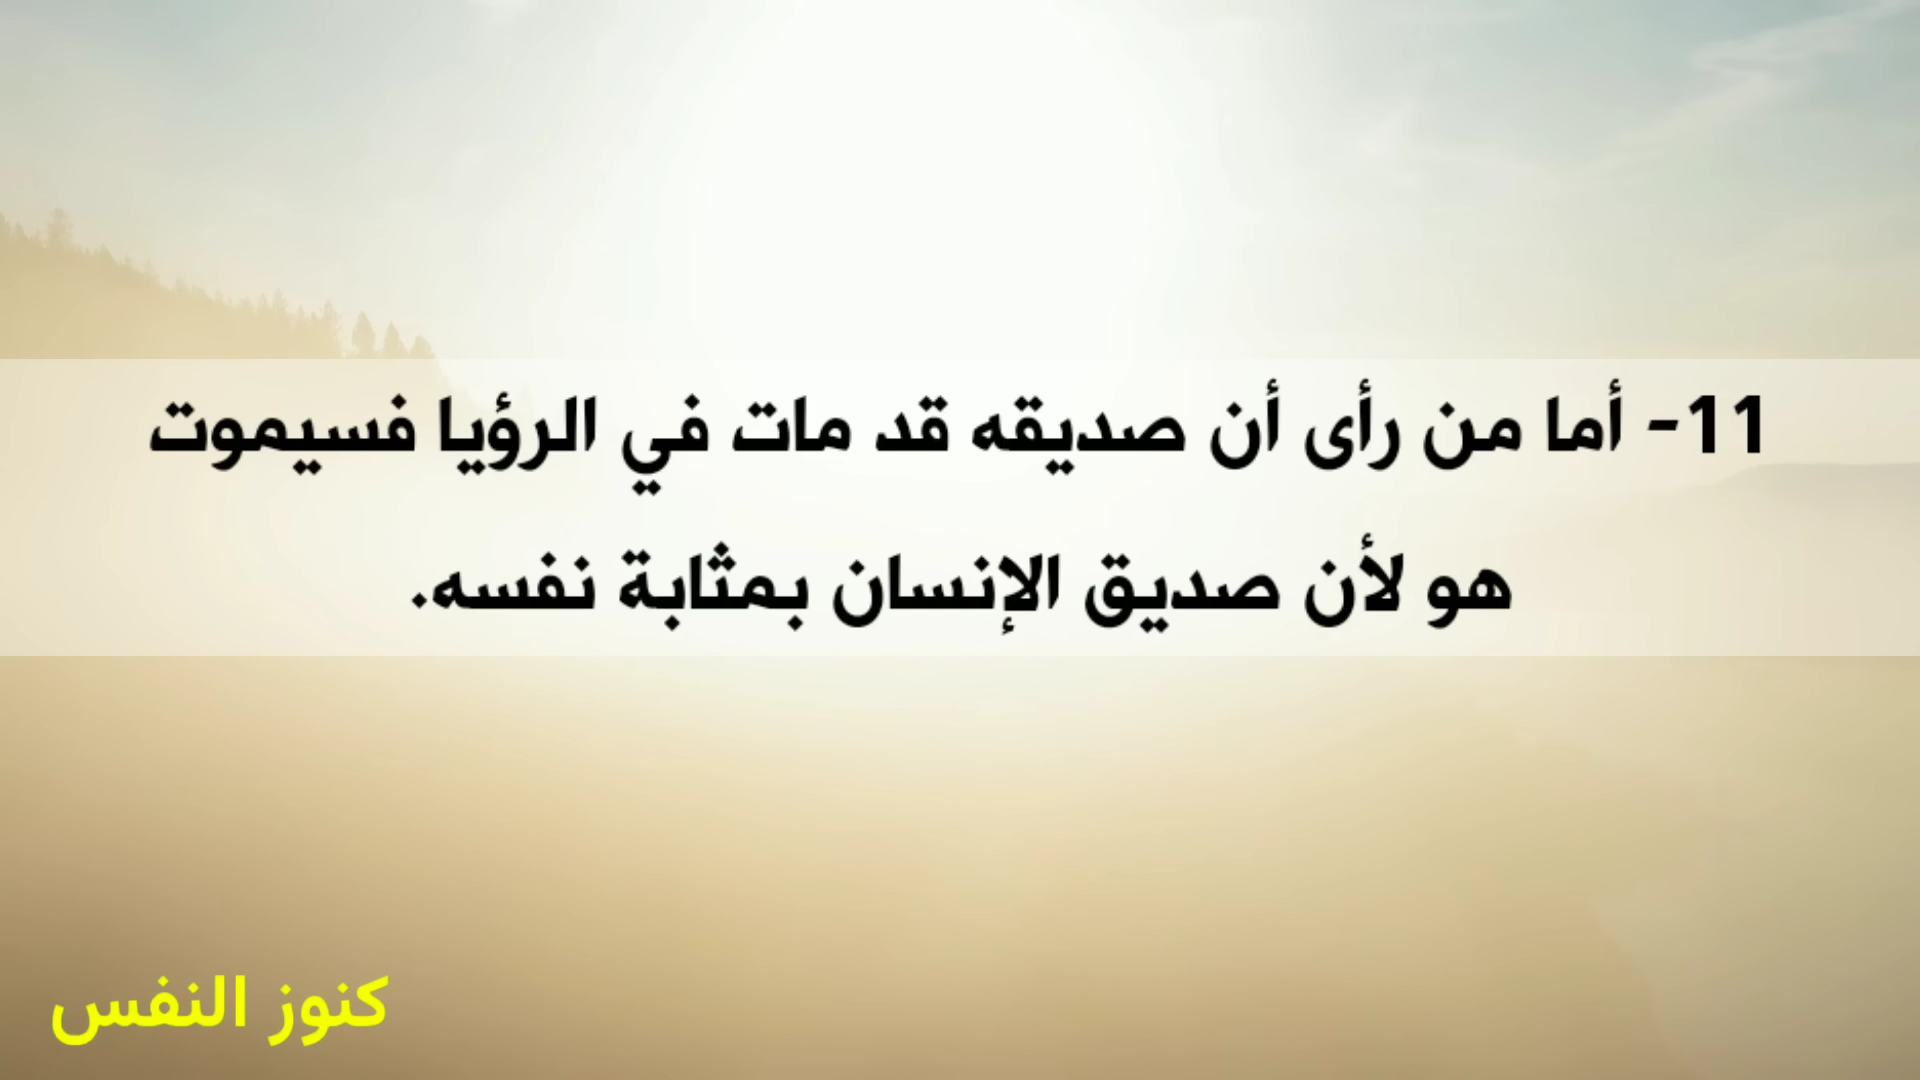 11- أما من رأى أن صديقه قد مات في الرؤيا فسيموت
هو لأن صديق الإنسان بمثابة نفسه.
كنوز النفس